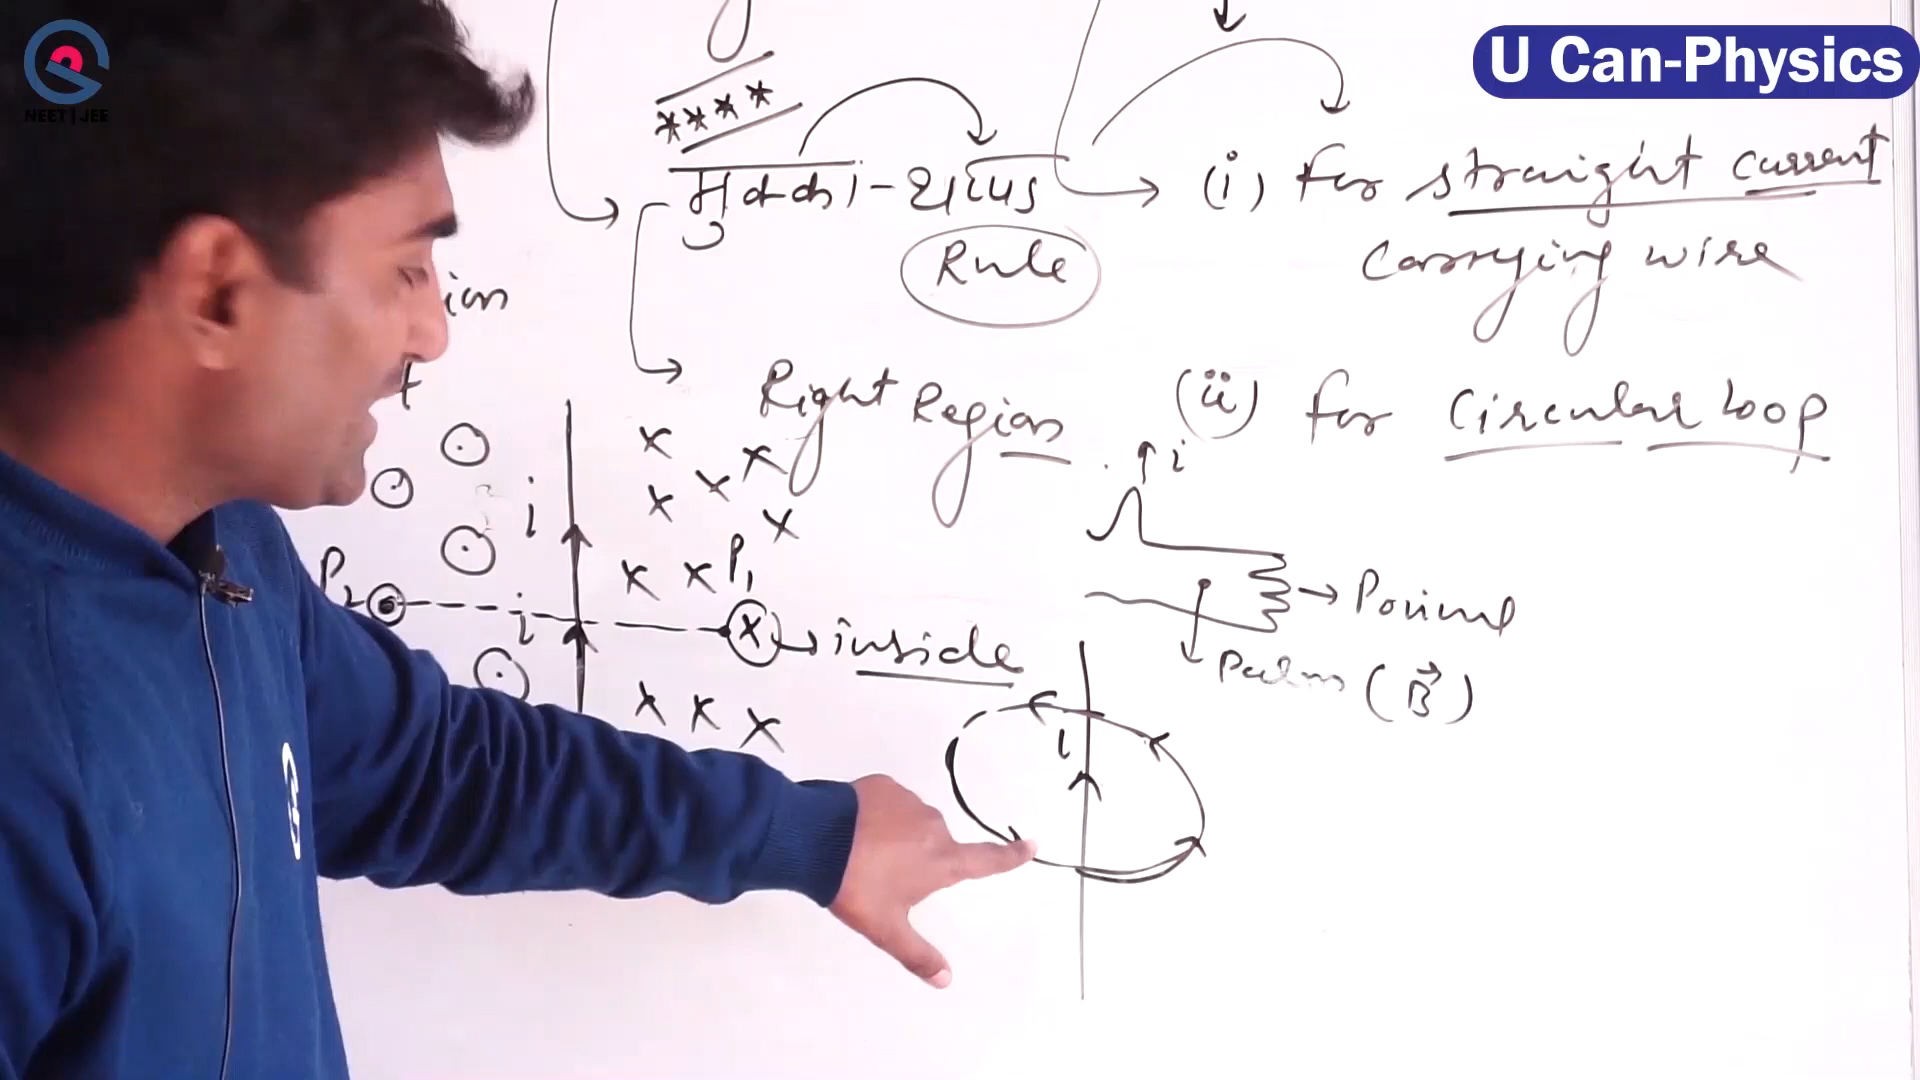 NEET | JEE
U Can-Physics
****
मुक्का - थप्पड़ (i) for straight current
Rule carrying wire
Right Region (ii) for Circular loop
i
i
P₁
Point
P₂
i
inside
Palm (B⃗)
i